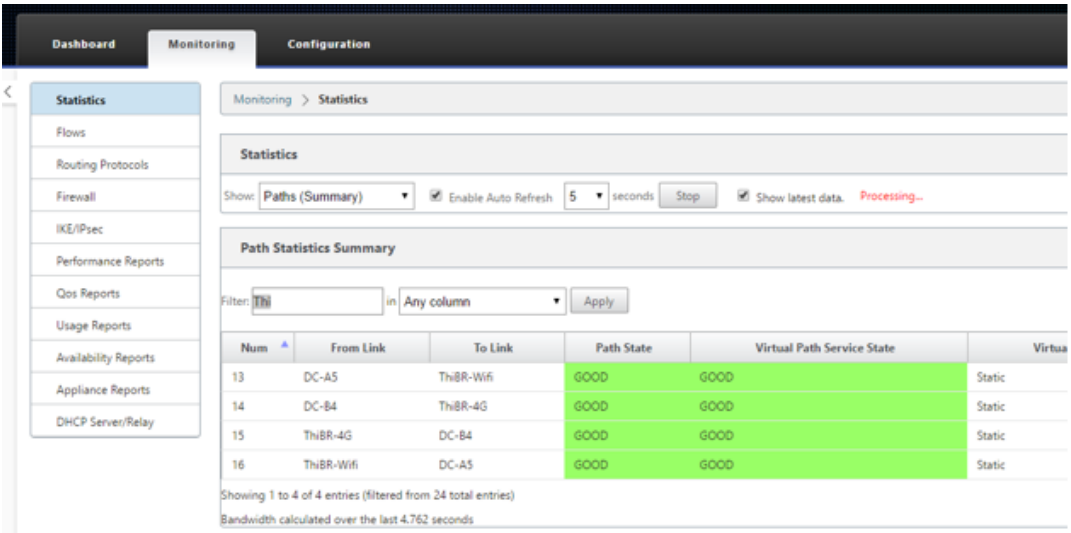 Dashboard Monitoring Configuration
Statistics
Flows
Routing Protocols
Firewall
IKE/IPsec
Performance Reports
Qos Reports
Usage Reports
Availability Reports
Appliance Reports
DHCP Server/Relay
Monitoring > Statistics
Statistics
Show: Paths (Summary) Enable Auto Refresh 5 seconds Stop Show latest data. Processing...
Path Statistics Summary
Filter: Thi in Any column Apply
Num From Link To Link Path State Virtual Path Service State Virtua
13 DC-A5 ThiBR-Wifi GOOD GOOD Static
14 DC-B4 ThiBR-4G GOOD GOOD Static
15 ThiBR-4G DC-B4 GOOD GOOD Static
16 ThiBR-Wifi DC-A5 GOOD GOOD Static
Showing 1 to 4 of 4 entries (filtered from 24 total entries)
Bandwidth calculated over the last 4.762 seconds